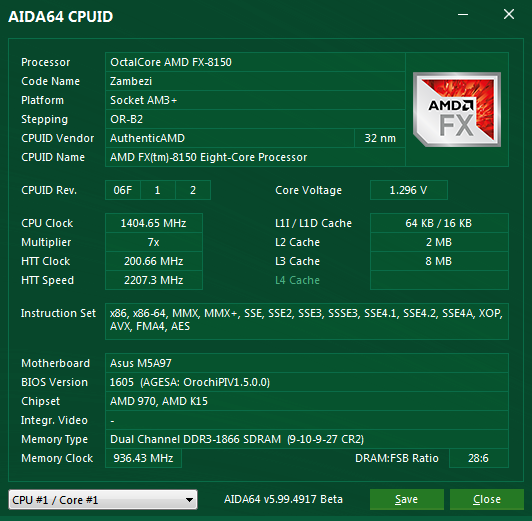 AIDA64 CPUID
Processor OctalCore AMD FX-8150
Code Name Zambezi
Platform Socket AM3+
Stepping OR-B2
CPUID Vendor AuthenticAMD 32 nm
CPUID Name AMD FX(tm)-8150 Eight-Core Processor
AMD
FX
CPUID Rev. 06F 1 2 Core Voltage 1.296 V
CPU Clock 1404.65 MHz L1I / L1D Cache 64 KB / 16 KB
Multiplier 7x L2 Cache 2 MB
HTT Clock 200.66 MHz L3 Cache 8 MB
HTT Speed 2207.3 MHz L4 Cache
Instruction Set x86, x86-64, MMX, MMX+, SSE, SSE2, SSE3, SSSE3, SSE4.1, SSE4.2, SSE4A, XOP,
AVX, FMA4, AES
Motherboard Asus M5A97
BIOS Version 1605 (AGESA: OrochiPIV1.5.0.0)
Chipset AMD 970, AMD K15
Integr. Video -
Memory Type Dual Channel DDR3-1866 SDRAM (9-10-9-27 CR2)
Memory Clock 936.43 MHz DRAM:FSB Ratio 28:6
CPU #1 / Core #1 AIDA64 v5.99.4917 Beta Save Close